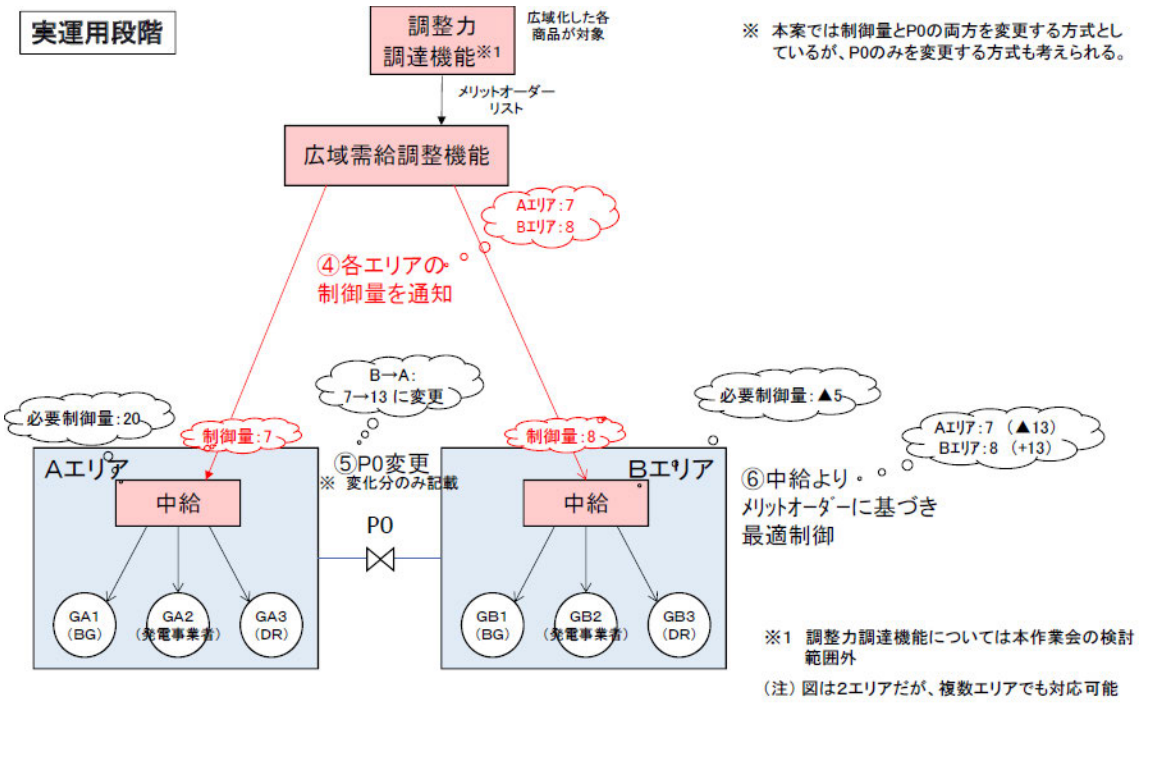 実運用段階
調整力
調達機能※1
広域化した各
商品が対象
※ 本案では制御量とP0の両方を変更する方式とし
ているが、P0のみを変更する方式も考えられる。
メリットオーダー
リスト
広域需給調整機能
Aエリア:7
Bエリア:8
④各エリアの
制御量を通知
B→A:
7→13 に変更
必要制御量:20
制御量:7
制御量:8
必要制御量:▲5
Aエリア:7 (▲13)
Bエリア:8 (+13)
Aエリア
中給
⑤P0変更
※ 変化分のみ記載
P0
Bエリア
中給
⑥中給より
メリットオーダーに基づき
最適制御
GA1
(BG)
GA2
(発電事業者)
GA3
(DR)
GB1
(BG)
GB2
(発電事業者)
GB3
(DR)
※1 調整力調達機能については本作業会の検討
範囲外
(注) 図は2エリアだが、複数エリアでも対応可能